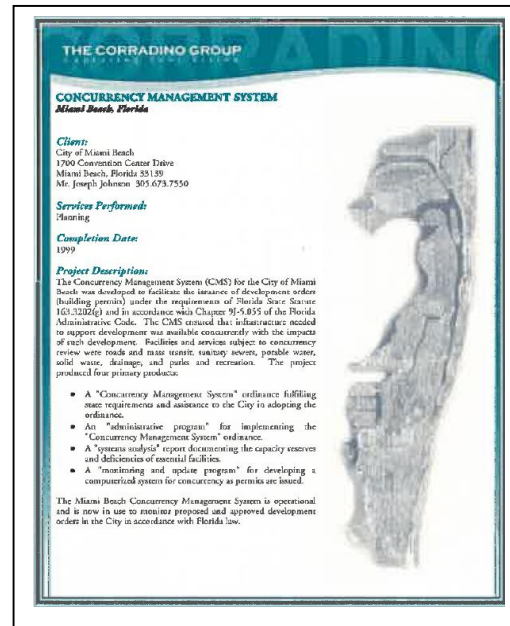 THE CORRADINO GROUP
CONCURRENCY MANAGEMENT SYSTEM
Miami Beach, Florida
Client:
City of Miami Beach
1700 Convention Center Drive
Miami Beach, Florida 33139
Mr. Joseph Johnson 305.673.7550
Services Performed:
Planning
Completion Date:
1999
Project Description:
The Concurrency Management System (CMS) for the City of Miami
Beach was developed to facilitate the issuance of development orders
(building permits) under the requirements of Florida State Statute
163.3202(g) and in accordance with Chapter 9J-5.055 of the Florida
Administrative Code. The CMS ensured that infrastructure needed
to support development was available concurrently with the impacts
of such development. Facilities and services subject to concurrency
review were roads and mass transit, sanitary sewers, potable water,
solid waste, drainage, and parks and recreation. The project
produced four primary products:
• A "Concurrency Management System" ordinance fulfilling
state requirements and assistance to the City in adopting the
ordinance.
• An "administrative program" for implementing the
"Concurrency Management System" ordinance.
• A "systems analysis" report documenting the capacity reserves
and deficiencies of essential facilities.
• A "monitoring and update program" for developing a
computerized system for concurrency as permits are issued.
The Miami Beach Concurrency Management System is operational
and is now in use to monitor proposed and approved development
orders in the City in accordance with Florida law.